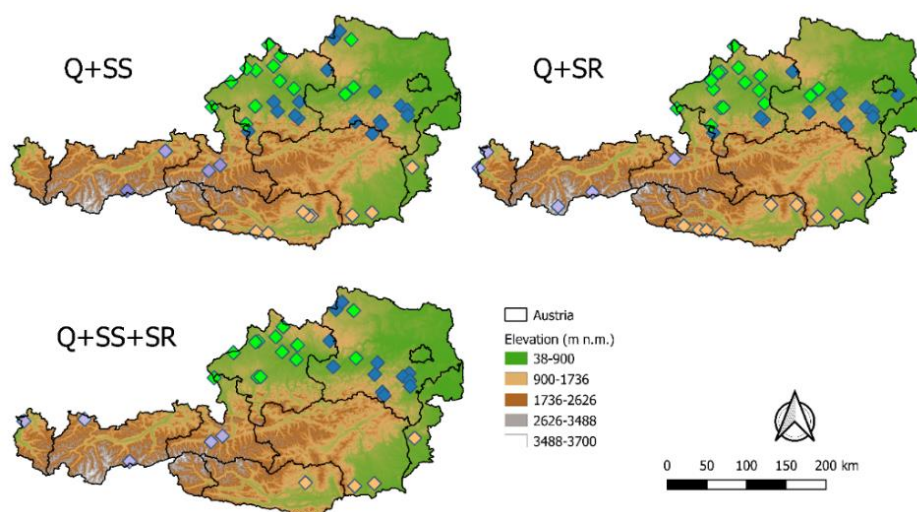 Q+SS
Q+SR
Q+SS+SR
Austria
Elevation (m n.m.)
38-900
900-1736
1736-2626
2626-3488
3488-3700
0 50 100 150 200 km